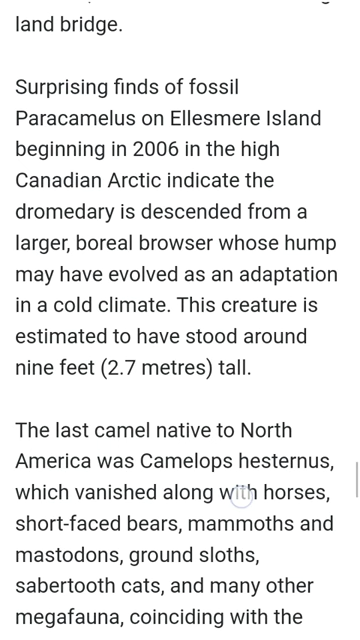 land bridge.
Surprising finds of fossil
Paracamelus on Ellesmere Island
beginning in 2006 in the high
Canadian Arctic indicate the
dromedary is descended from a
larger, boreal browser whose hump
may have evolved as an adaptation
in a cold climate. This creature is
estimated to have stood around
nine feet (2.7 metres) tall.
The last camel native to North
America was Camelops hesternus,
which vanished along with horses,
short-faced bears, mammoths and
mastodons, ground sloths,
sabertooth cats, and many other
megafauna, coinciding with the